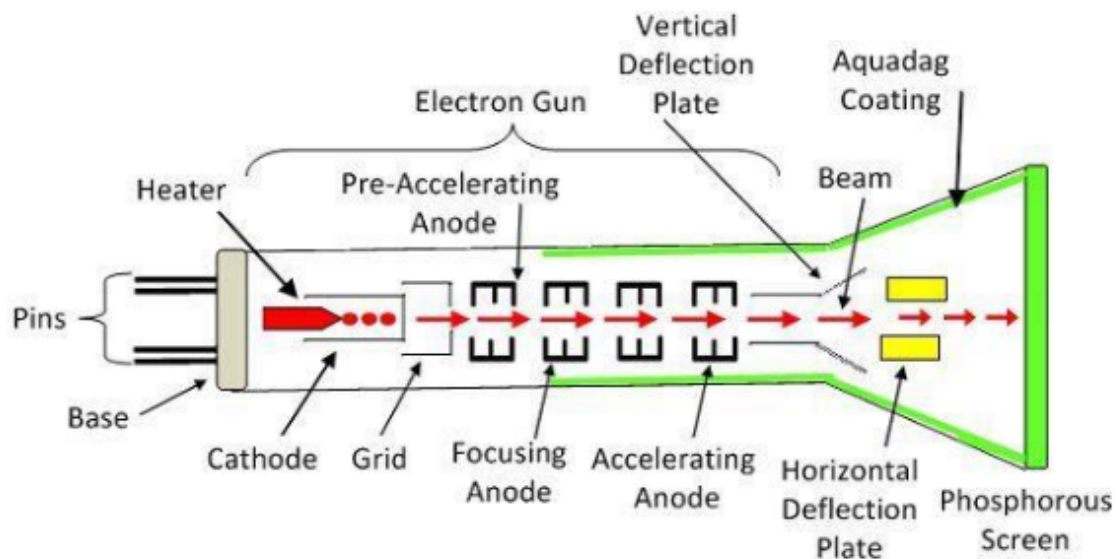 Vertical
Deflection
Plate
Aquadag
Coating
Electron Gun
Heater
Pre-Accelerating
Anode
Beam
Pins
Base
Cathode
Grid
Focusing
Anode
Accelerating
Anode
Horizontal
Deflection
Plate
Phosphorous
Screen